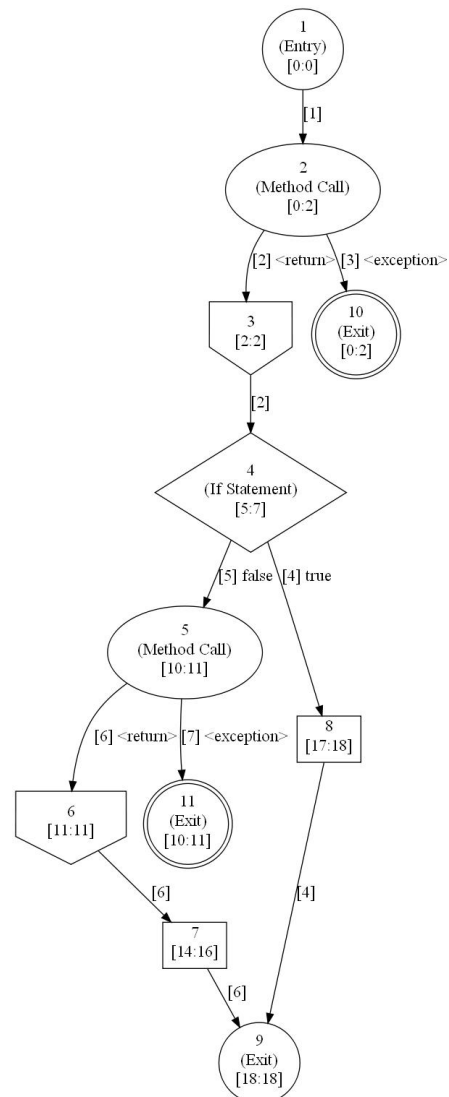 1
(Entry)
[0:0]
[1]
2
(Method Call)
[0:2]
[2] <return>
[3] <exception>
3
[2:2]
10
(Exit)
[0:2]
[2]
4
(If Statement)
[5:7]
[5] false
[4] true
5
(Method Call)
[10:11]
8
[17:18]
[6] <return>
[7] <exception>
6
[11:11]
11
(Exit)
[10:11]
[6]
[4]
7
[14:16]
[6]
9
(Exit)
[18:18]